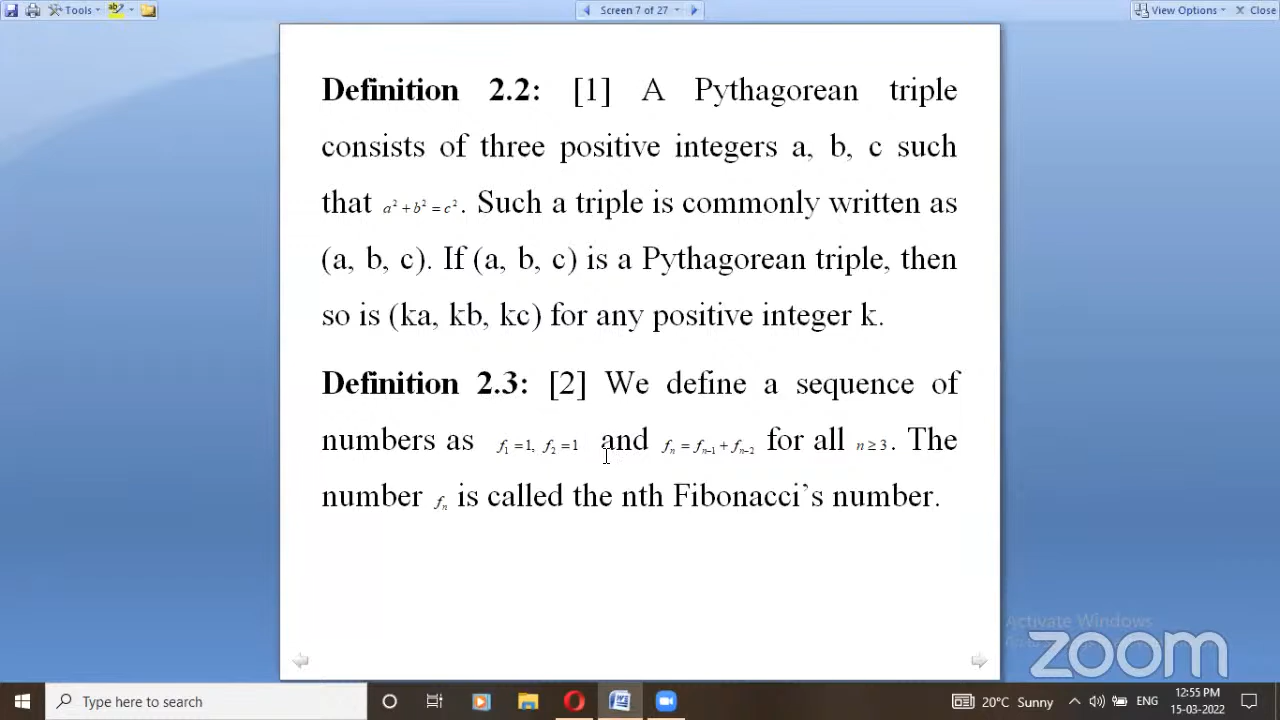 Tools
Screen 7 of 27
View Options
Close
Definition 2.2: [1] A Pythagorean triple
consists of three positive integers a, b, c such
that a² + b² = c². Such a triple is commonly written as
(a, b, c). If (a, b, c) is a Pythagorean triple, then
so is (ka, kb, kc) for any positive integer k.
Definition 2.3: [2] We define a sequence of
numbers as f₁ = 1, f₂ = 1 and fₙ = fₙ₋₁ + fₙ₋₂ for all n ≥ 3. The
number fₙ is called the nth Fibonacci’s number.
Activate Windows
zoom
Type here to search
20°C Sunny
ENG
12:55 PM
15-03-2022